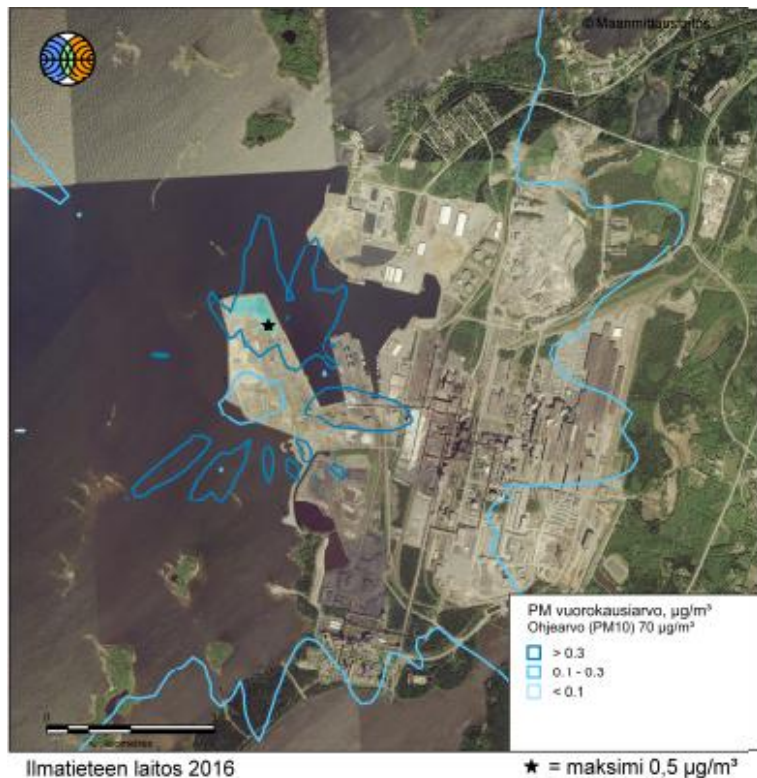 © Maanmittauslaitos
PM vuorokausiarvo, µg/m³
Ohjearvo (PM10) 70 µg/m³
> 0.3
0.1 - 0.3
< 0.1
Ilmatieteen laitos 2016
★ = maksimi 0,5 µg/m³